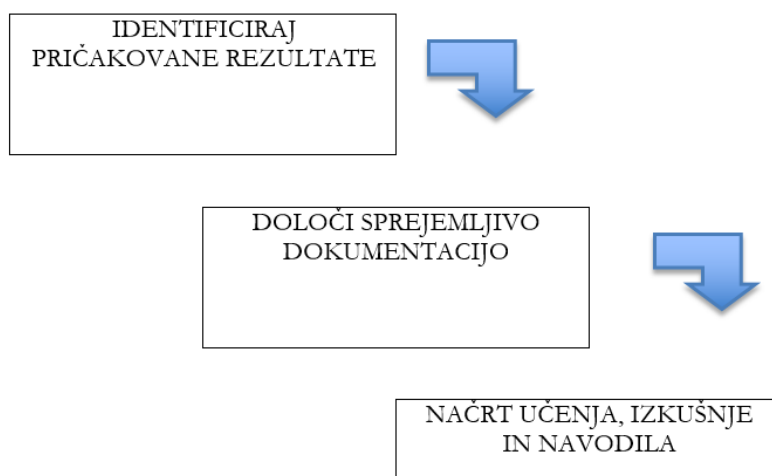 IDENTIFICIRAJ
PRIČAKOVANE REZULTATE
DOLOČI SPREJEMLJIVO
DOKUMENTACIJO
NAČRT UČENJA, IZKUŠNJE
IN NAVODILA